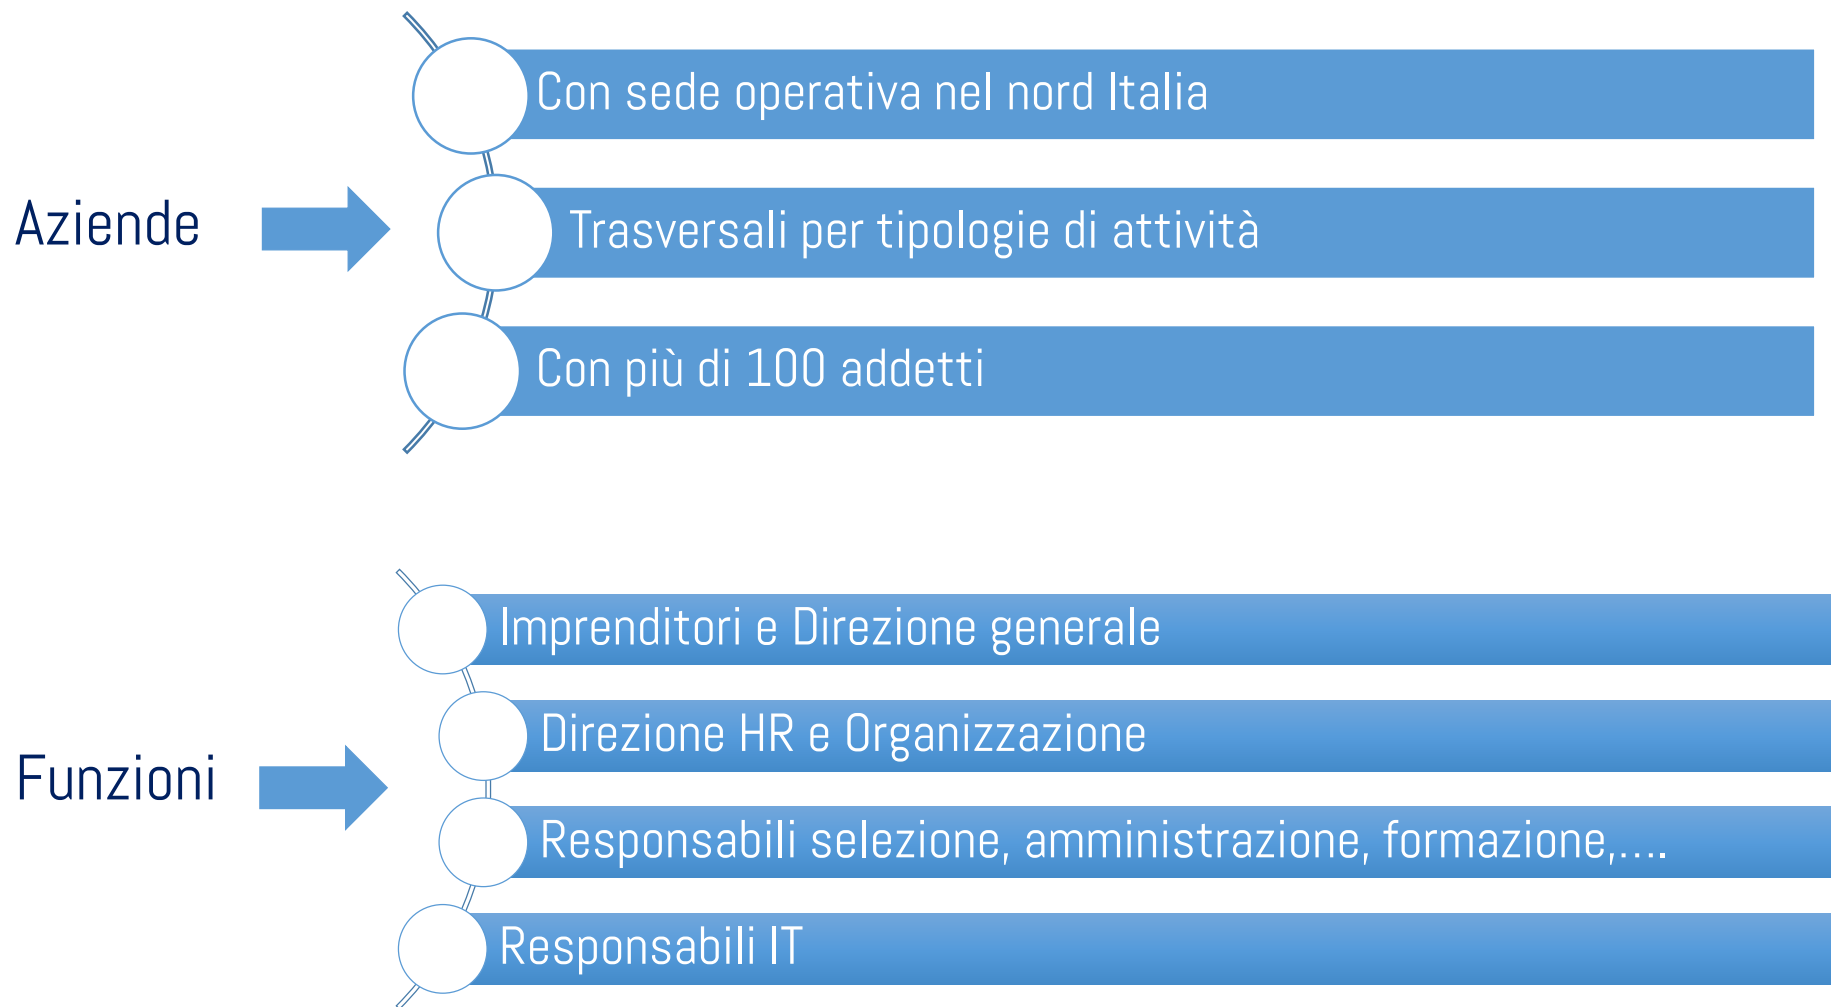 Aziende
Con sede operativa nel nord Italia
Trasversali per tipologie di attività
Con più di 100 addetti
Funzioni
Imprenditori e Direzione generale
Direzione HR e Organizzazione
Responsabili selezione, amministrazione, formazione,....
Responsabili IT